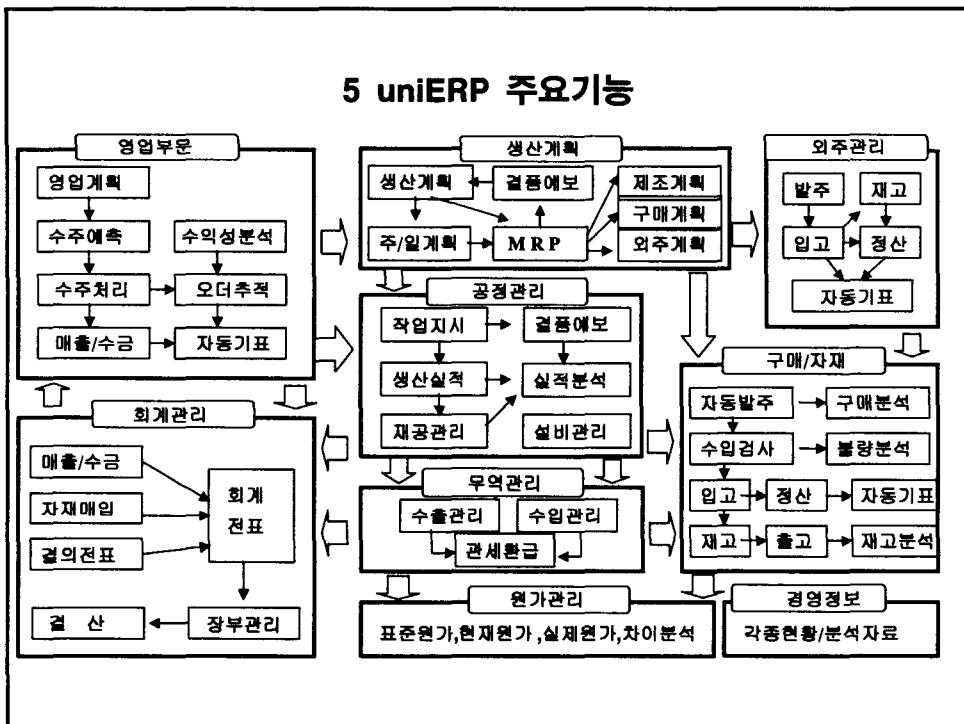 5 uniERP 주요기능
영업부문
영업계획
수주예측
수익성분석
수주처리
오더추적
매출/수금
자동기표
생산계획
생산계획
결품예보
제조계획
구매계획
주/일계획
MRP
외주계획
외주관리
발주
재고
입고
정산
자동기표
공정관리
작업지시
결품예보
생산실적
실적분석
재공관리
설비관리
구매/자재
자동발주
구매분석
수입검사
불량분석
입고
정산
자동기표
재고
출고
재고분석
회계관리
매출/수금
자재매입
결의전표
회계
전표
결 산
장부관리
무역관리
수출관리
수입관리
관세환급
원가관리
표준원가,현재원가,실제원가,차이분석
경영정보
각종현황/분석자료